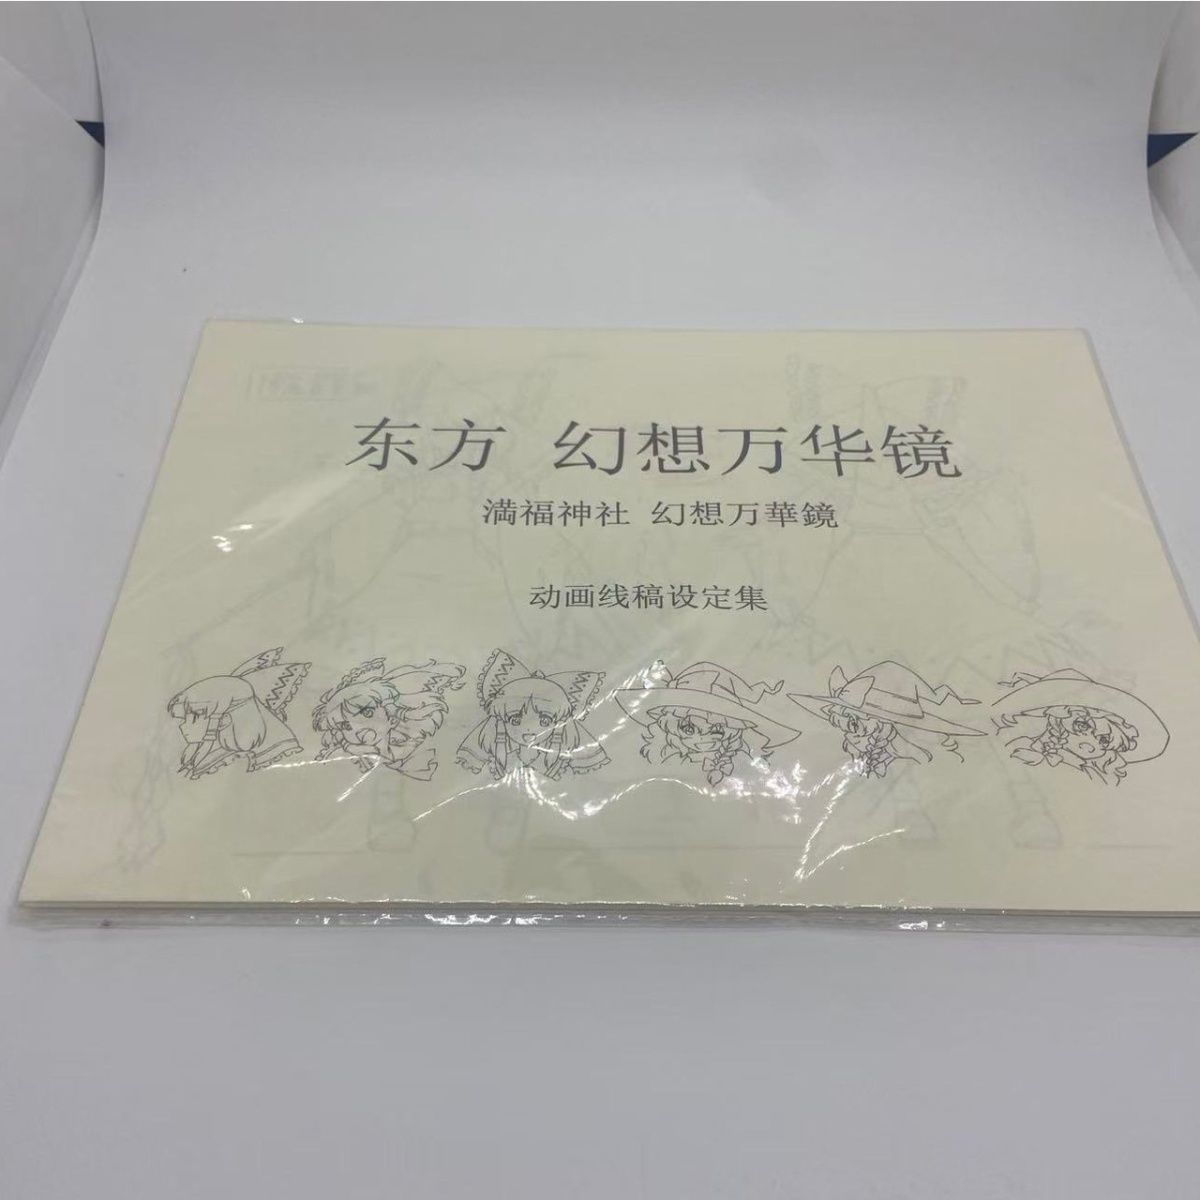 东方 幻想万华镜
満福神社 幻想万華鏡
动画线稿设定集